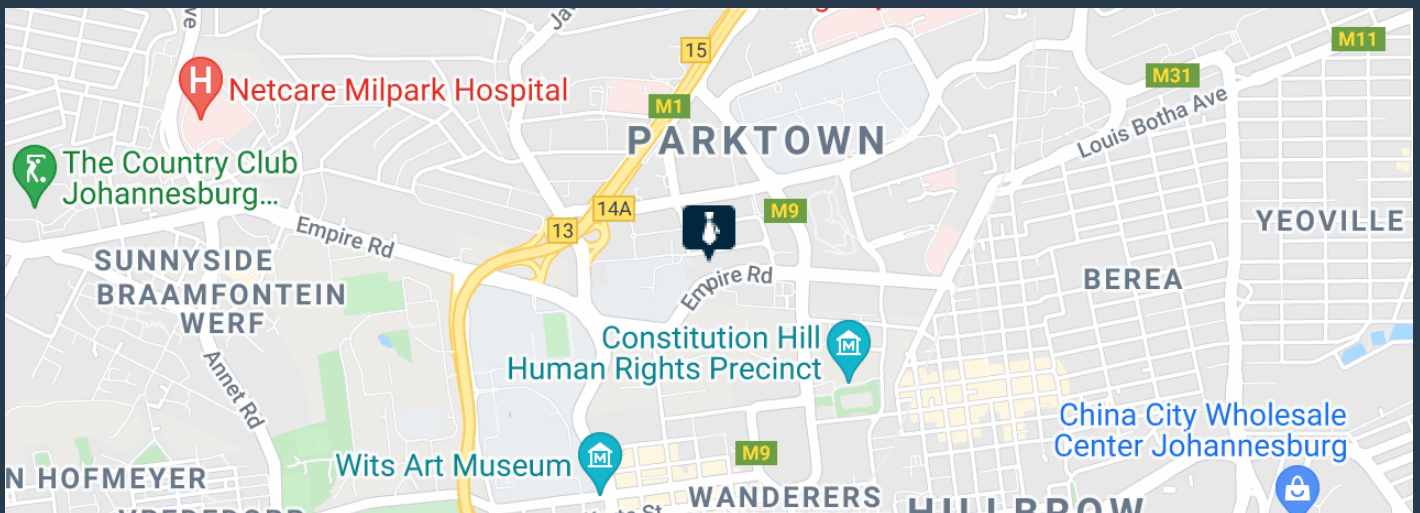 15
M11
M31
Netcare Milpark Hospital
M1
Louis Botha Ave
PARKTOWN
The Country Club
Johannesburg...
14A
M9
13
YEOVILLE
Empire Rd
SUNNYSIDE
BRAAMFONTEIN
WERF
Empire Rd
BEREA
Constitution Hill
Human Rights Precinct
Annet Rd
China City Wholesale
Center Johannesburg
M9
Wits Art Museum
N HOFMEYER
WANDERERS
HILLBROW